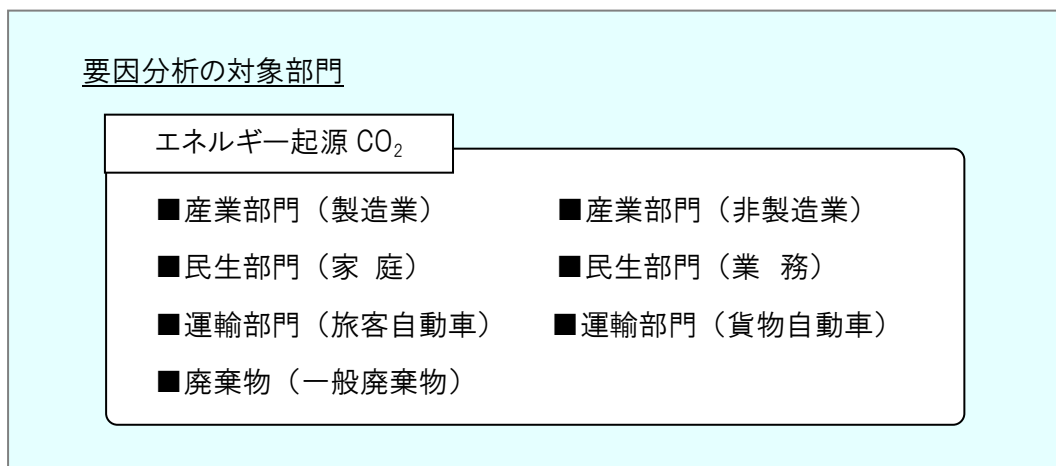 要因分析の対象部門
エネルギー起源 CO₂
■産業部門（製造業） ■産業部門（非製造業）
■民生部門（家 庭） ■民生部門（業 務）
■運輸部門（旅客自動車） ■運輸部門（貨物自動車）
■廃棄物（一般廃棄物）